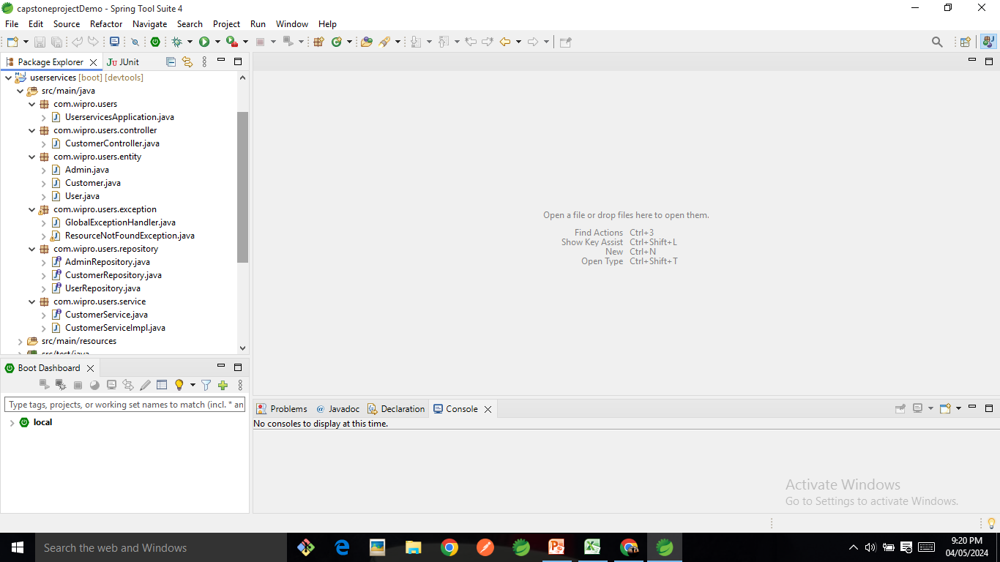 capstoneprojectDemo - Spring Tool Suite 4
File Edit Source Refactor Navigate Search Project Run Window Help
Package Explorer JUnit
userservices [boot] [devtools]
src/main/java
com.wipro.users
UserservicesApplication.java
com.wipro.users.controller
CustomerController.java
com.wipro.users.entity
Admin.java
Customer.java
User.java
com.wipro.users.exception
GlobalExceptionHandler.java
ResourceNotFoundException.java
com.wipro.users.repository
AdminRepository.java
CustomerRepository.java
UserRepository.java
com.wipro.users.service
CustomerService.java
CustomerServiceImpl.java
src/main/resources
src/test/java
Open a file or drop files here to open them.
Find Actions Ctrl+3
Show Key Assist Ctrl+Shift+L
New Ctrl+N
Open Type Ctrl+Shift+T
Boot Dashboard
Type tags, projects, or working set names to match (incl. * an
local
Problems Javadoc Declaration Console
No consoles to display at this time.
Activate Windows
Go to Settings to activate Windows.
Search the web and Windows
9:20 PM
04/05/2024